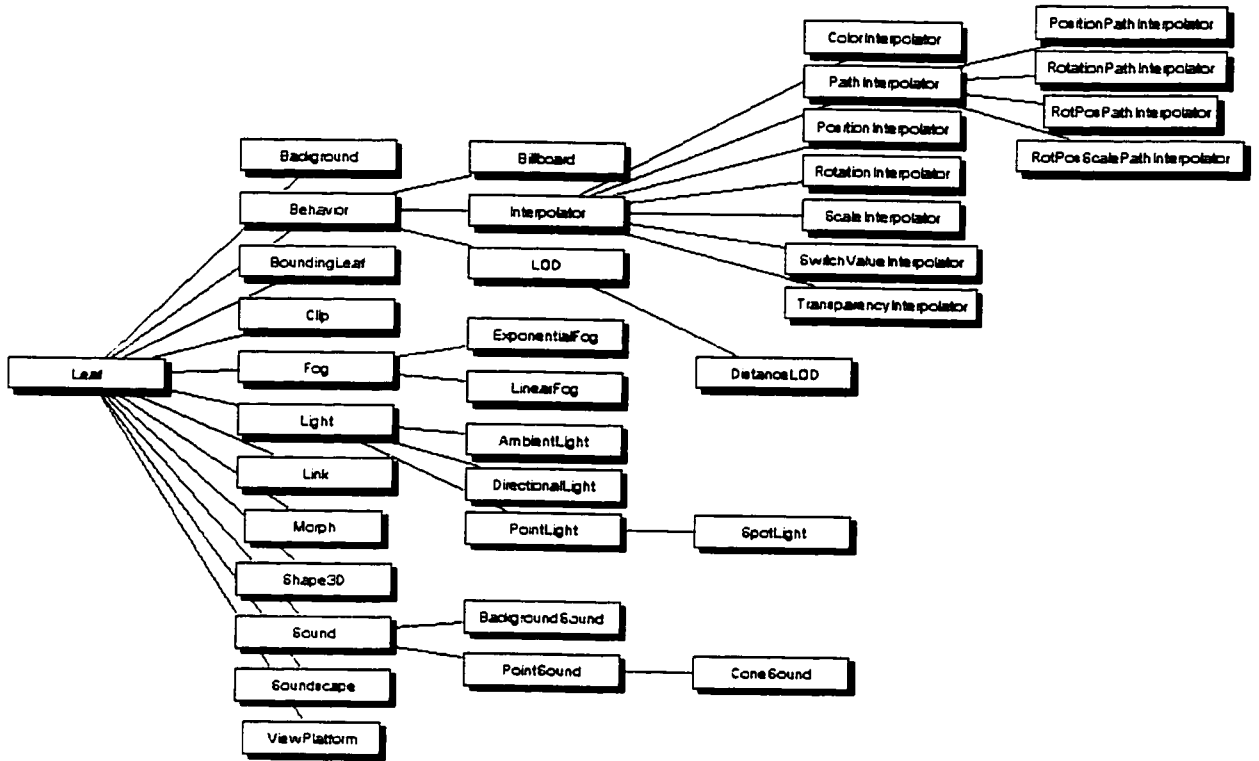 Leaf
Background
Behavior
BoundingLeaf
Clip
Fog
Light
Link
Morph
Shape3D
Sound
Soundscape
ViewPlatform
Billboard
Interpolator
LOD
ExponentialFog
LinearFog
AmbientLight
DirectionalLight
PointLight
BackgroundSound
PointSound
DistanceLOD
SpotLight
ConeSound
ColorInterpolator
PathInterpolator
PositionInterpolator
RotationInterpolator
ScaleInterpolator
SwitchValueInterpolator
TransparencyInterpolator
PositionPathInterpolator
RotationPathInterpolator
RotPosPathInterpolator
RotPosScalePathInterpolator